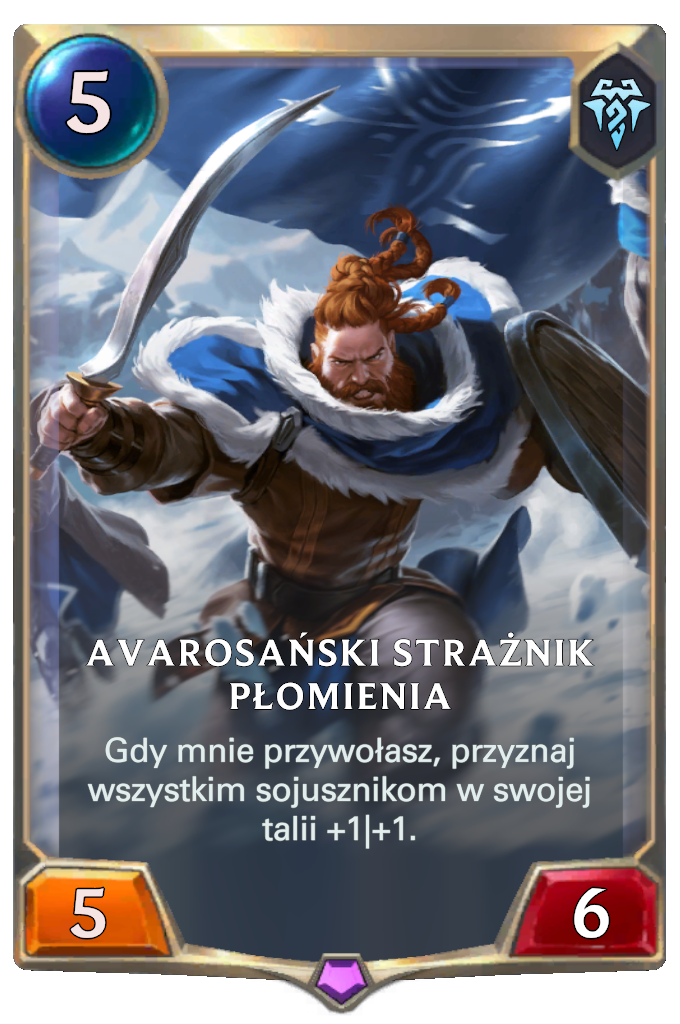 5
AVAROSAŃSKI STRAŻNIK
PŁOMIENIA
Gdy mnie przywołasz, przyznaj
wszystkim sojusznikom w swojej
talii +1|+1.
5
6